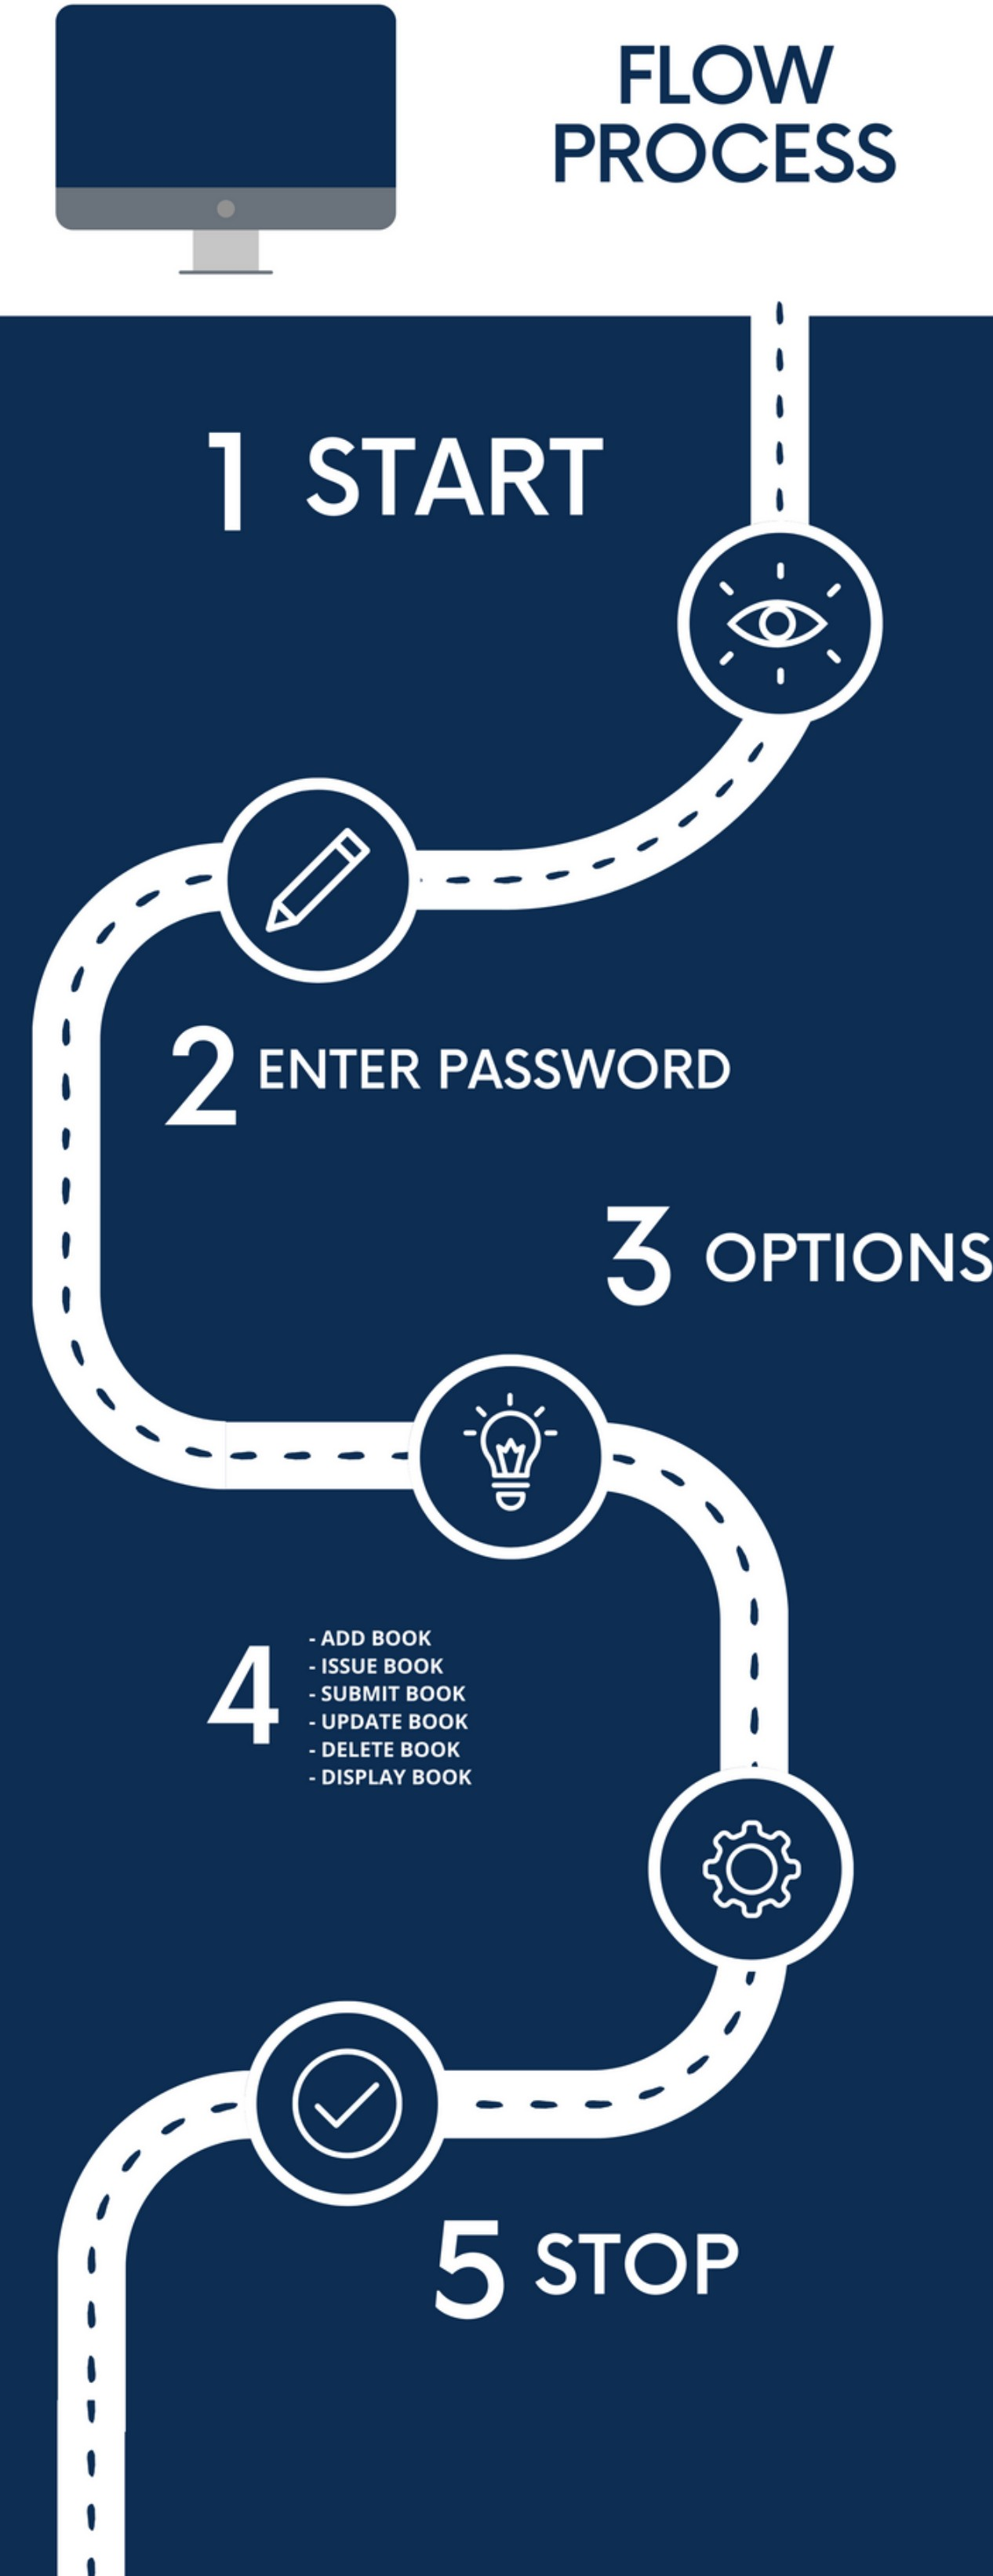 FLOW
PROCESS
1 START
2 ENTER PASSWORD
3 OPTIONS
4
- ADD BOOK
- ISSUE BOOK
- SUBMIT BOOK
- UPDATE BOOK
- DELETE BOOK
- DISPLAY BOOK
5 STOP